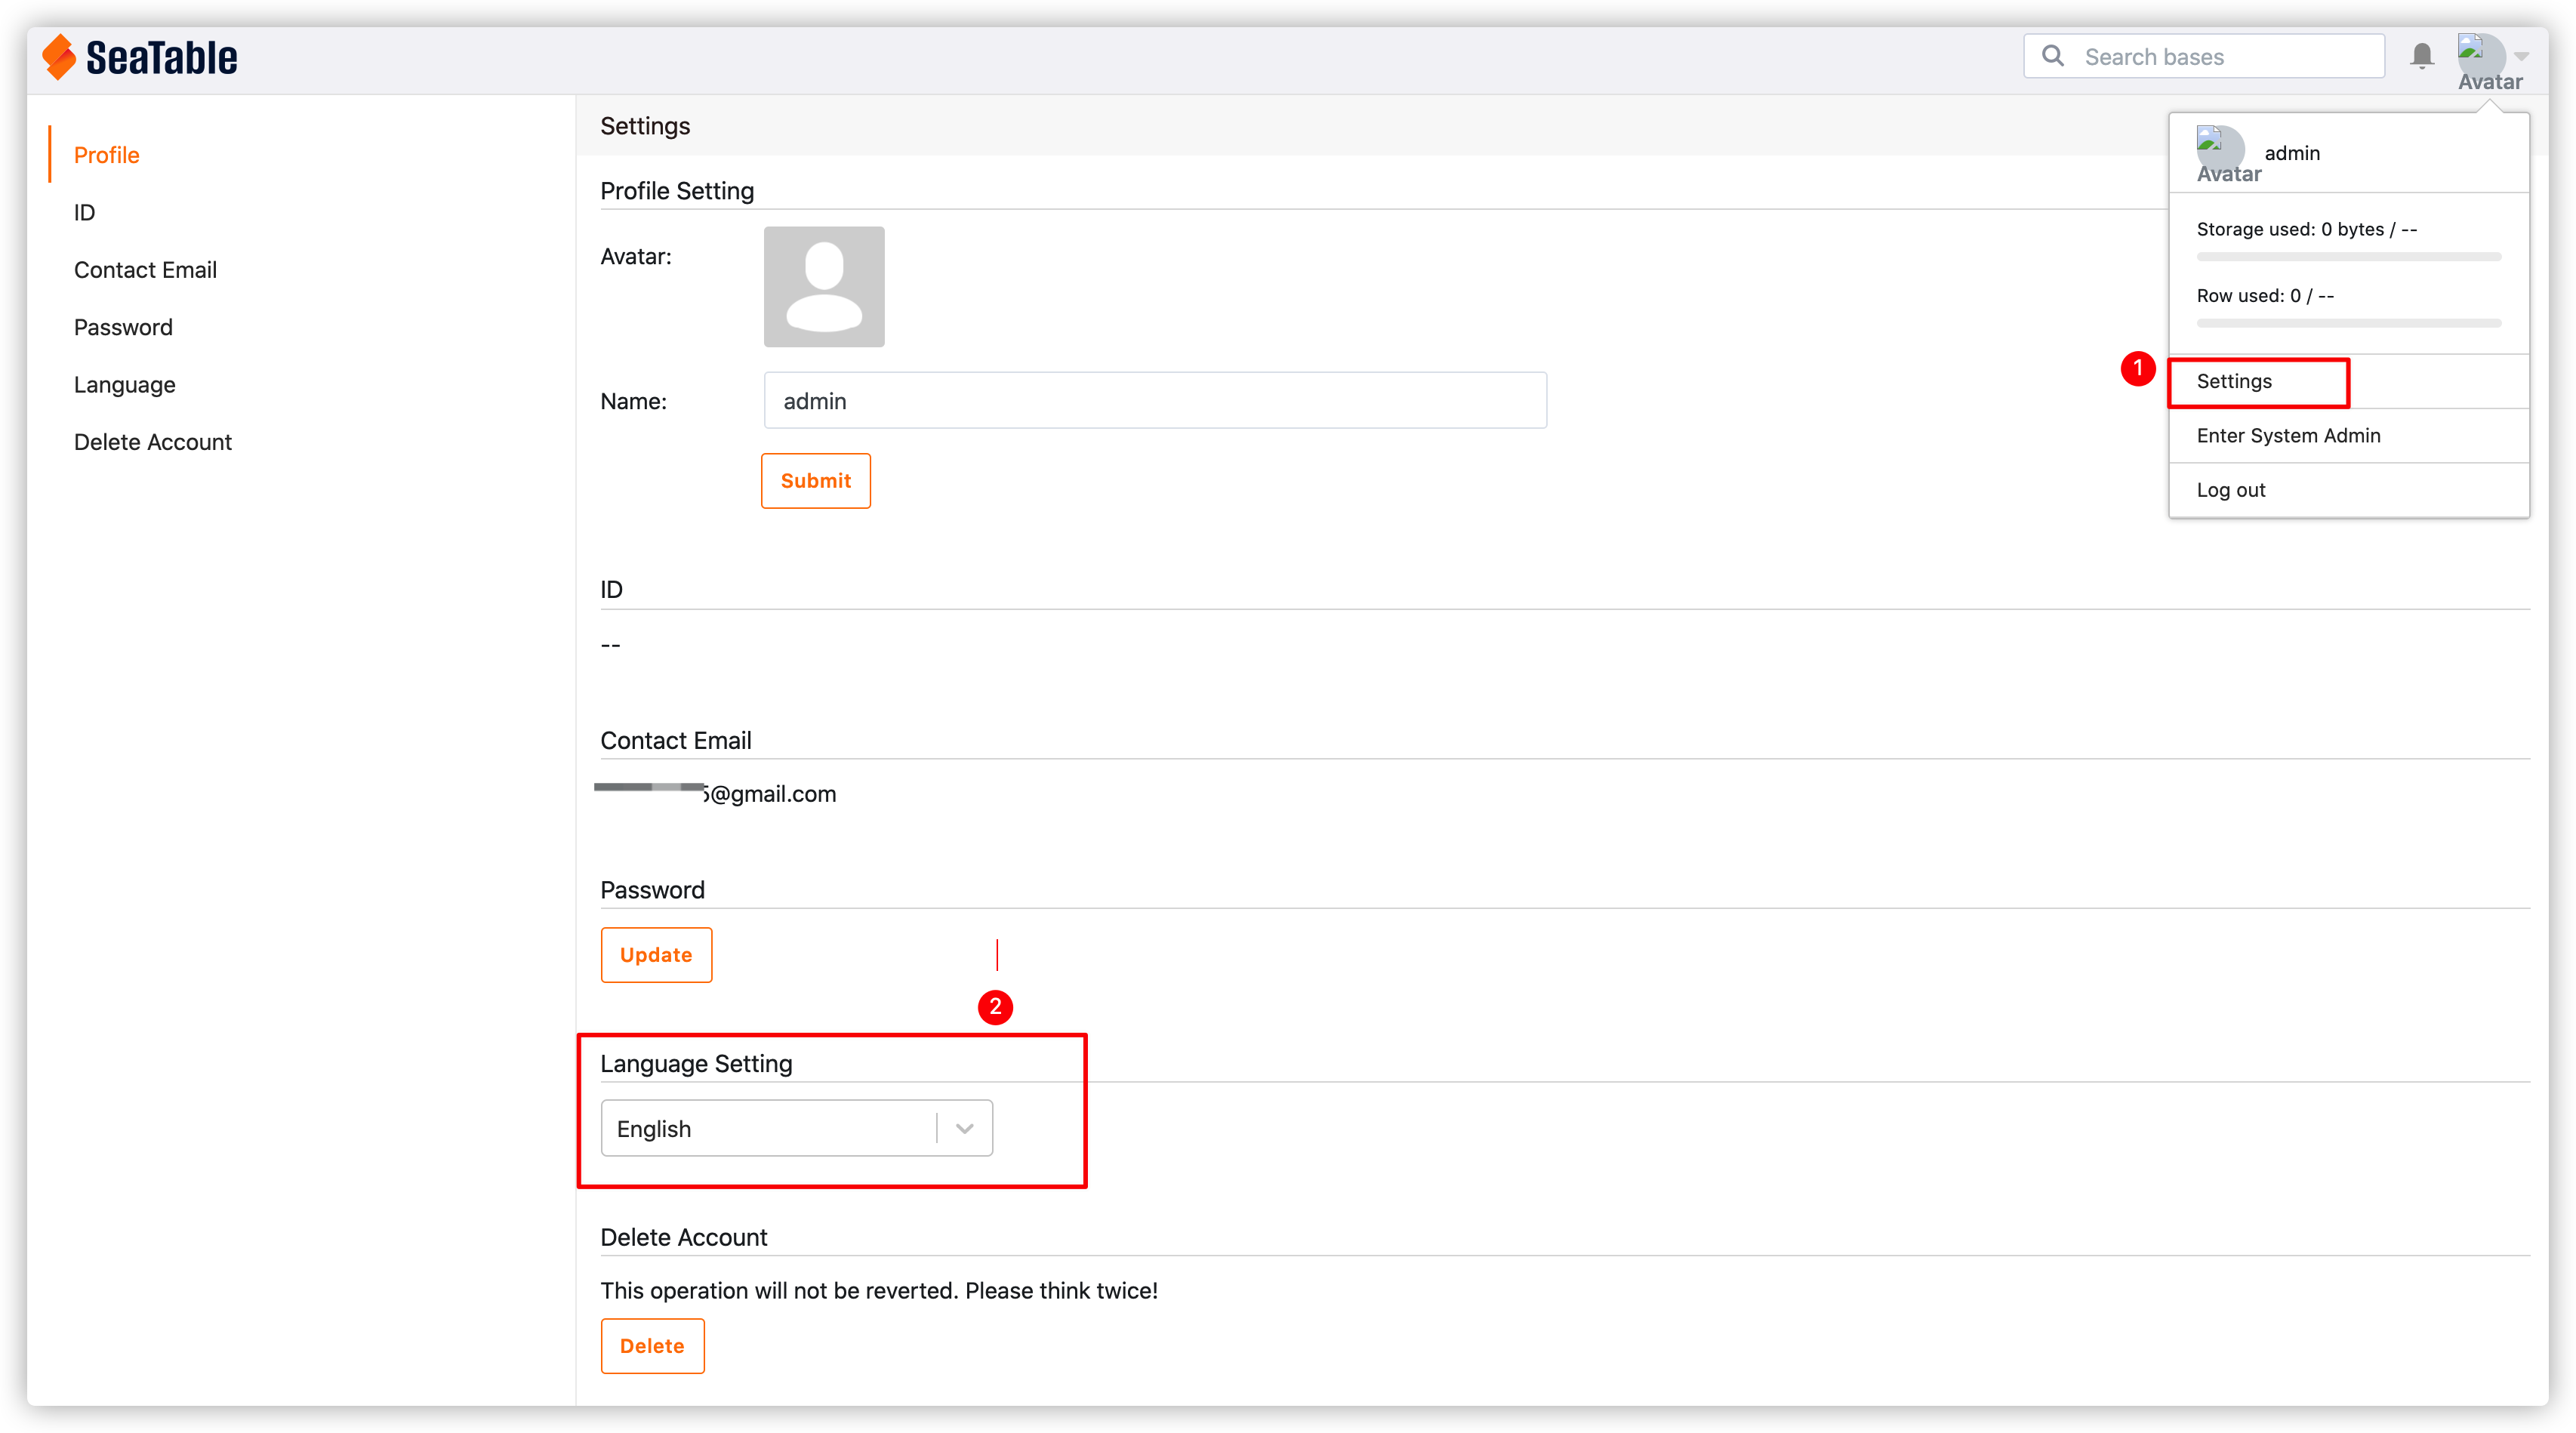 SeaTable
Search bases
Avatar
Profile
ID
Contact Email
Password
Language
Delete Account
Settings
Profile Setting
Avatar:
Name:
admin
Submit
ID
--
Contact Email
5@gmail.com
Password
Update
2
Language Setting
English
Delete Account
This operation will not be reverted. Please think twice!
Delete
Avatar
admin
Storage used: 0 bytes / --
Row used: 0 / --
1
Settings
Enter System Admin
Log out